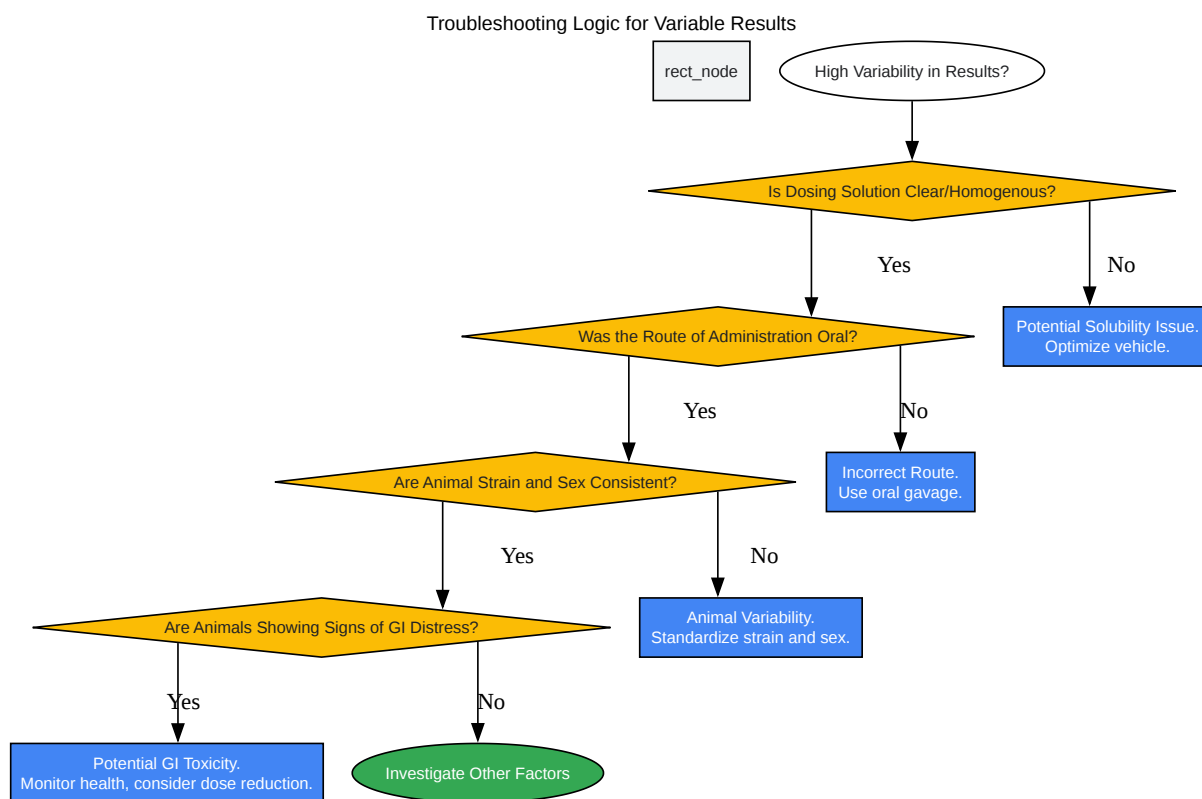 Troubleshooting Logic for Variable Results
rect_node
High Variability in Results?
Is Dosing Solution Clear/Homogenous?
Yes
No
Potential Solubility Issue.
Optimize vehicle.
Was the Route of Administration Oral?
Yes
No
Incorrect Route.
Use oral gavage.
Are Animal Strain and Sex Consistent?
Yes
No
Animal Variability.
Standardize strain and sex.
Are Animals Showing Signs of GI Distress?
Yes
No
Potential GI Toxicity.
Monitor health, consider dose reduction.
Investigate Other Factors